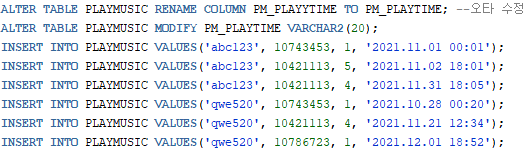 ALTER TABLE PLAYMUSIC RENAME COLUMN PM_PLAYYTIME TO PM_PLAYTIME; --오타 수정
ALTER TABLE PLAYMUSIC MODIFY PM_PLAYTIME VARCHAR2(20);
INSERT INTO PLAYMUSIC VALUES('abc123', 10743453, 1, '2021.11.01 00:01');
INSERT INTO PLAYMUSIC VALUES('abc123', 10421113, 5, '2021.11.02 18:01');
INSERT INTO PLAYMUSIC VALUES('abc123', 10421113, 4, '2021.11.31 18:05');
INSERT INTO PLAYMUSIC VALUES('qwe520', 10743453, 1, '2021.10.28 00:20');
INSERT INTO PLAYMUSIC VALUES('qwe520', 10421113, 4, '2021.11.21 12:34');
INSERT INTO PLAYMUSIC VALUES('qwe520', 10786723, 1, '2021.12.01 18:52');